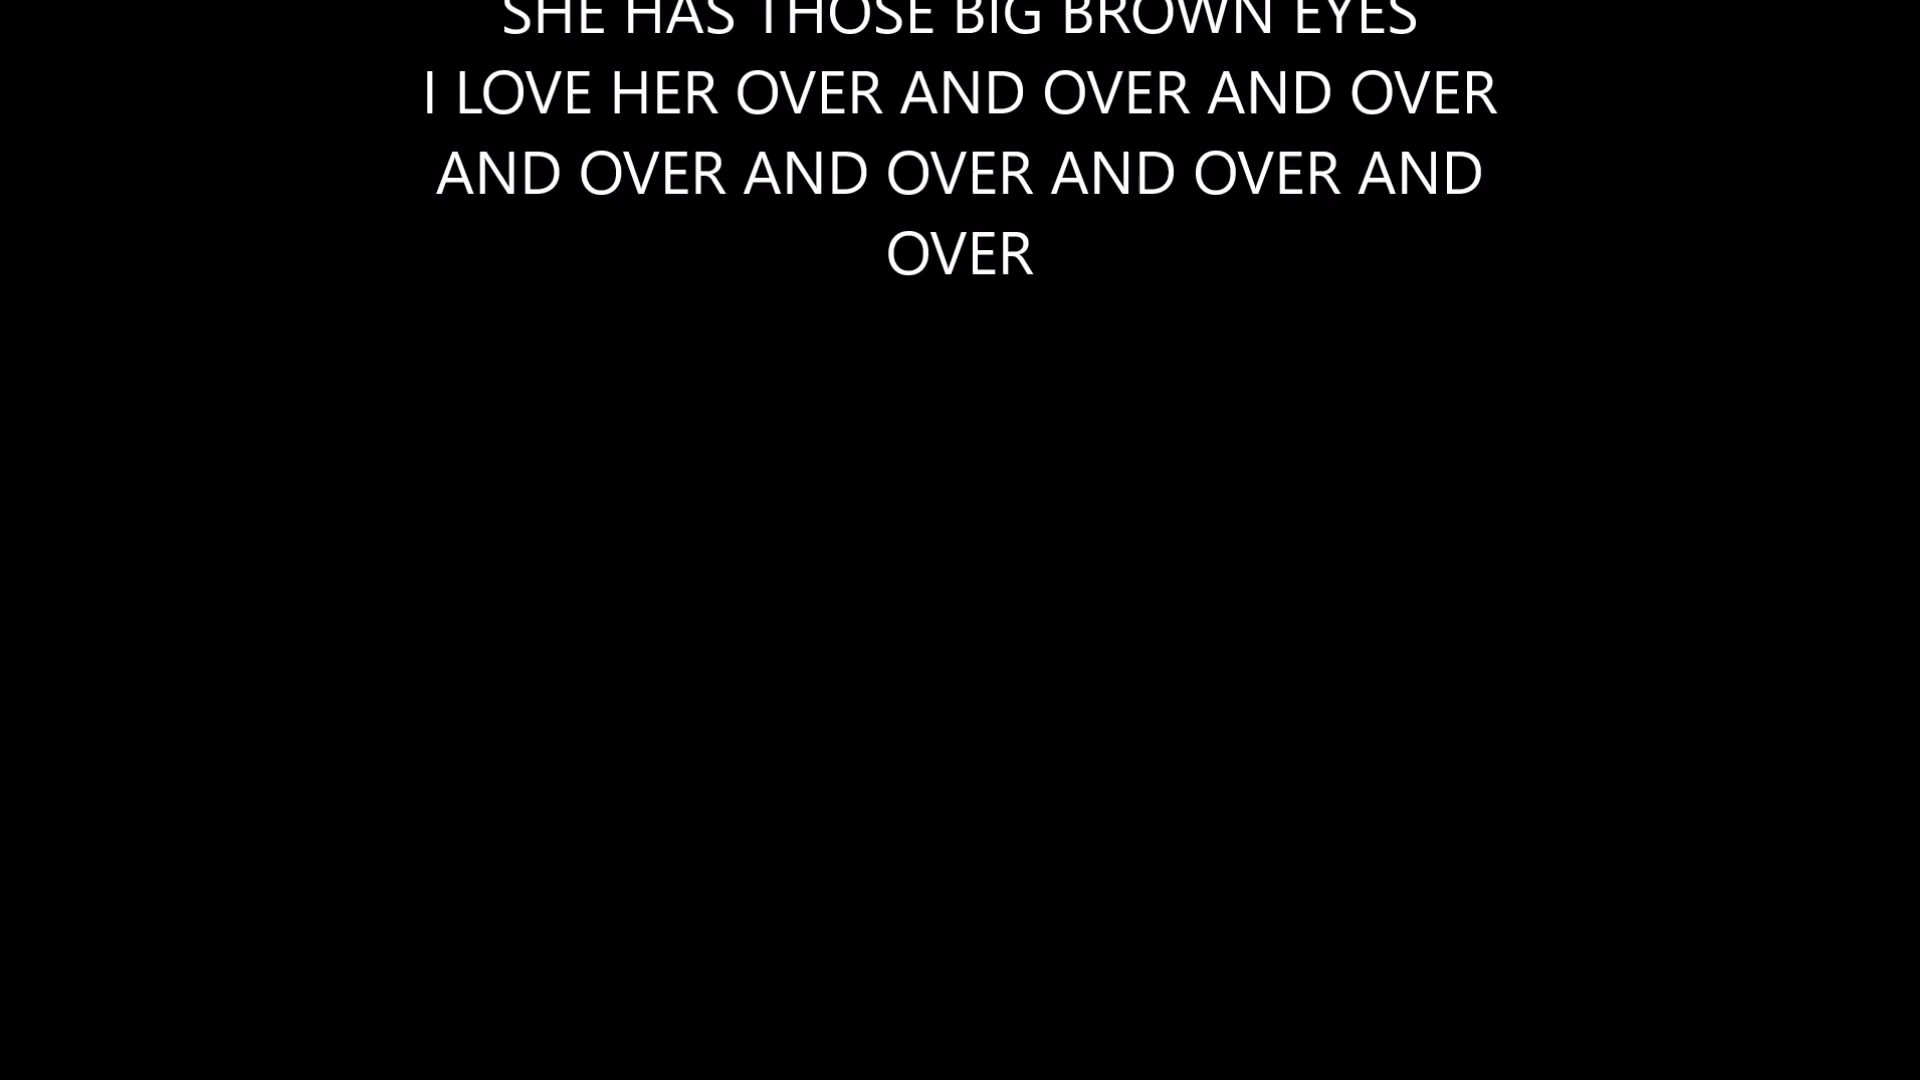 SHE HAS THOSE BIG BROWN EYES
I LOVE HER OVER AND OVER AND OVER
AND OVER AND OVER AND OVER AND
OVER